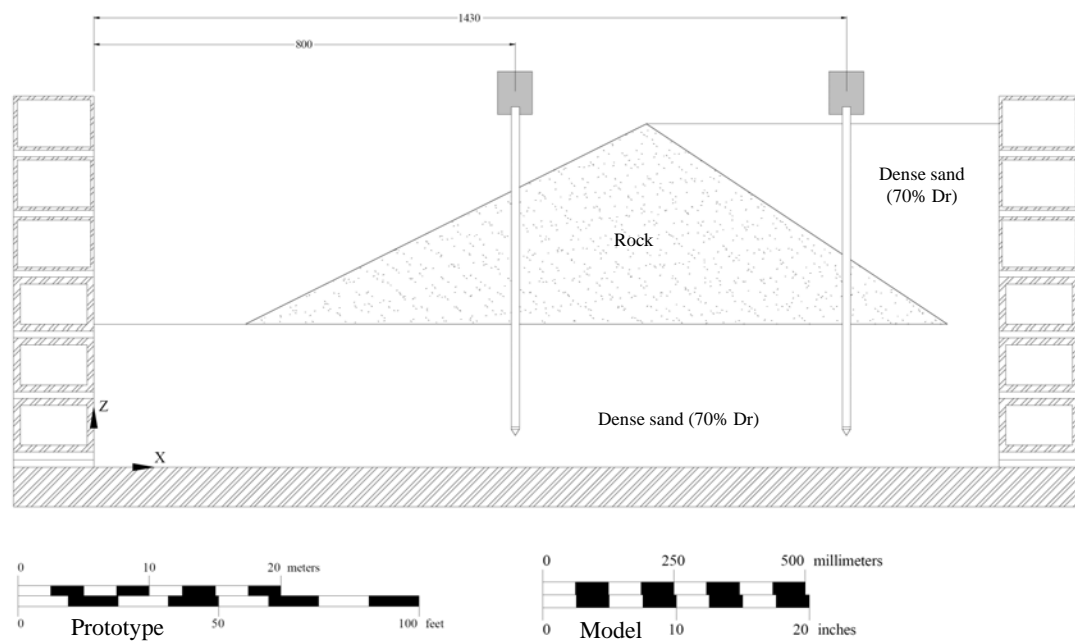 1430
800
Dense sand
(70% Dr)
Rock
Z
Dense sand (70% Dr)
X
0 10 20 meters
0 50 100 feet
Prototype
0 250 500 millimeters
0 10 20 inches
Model